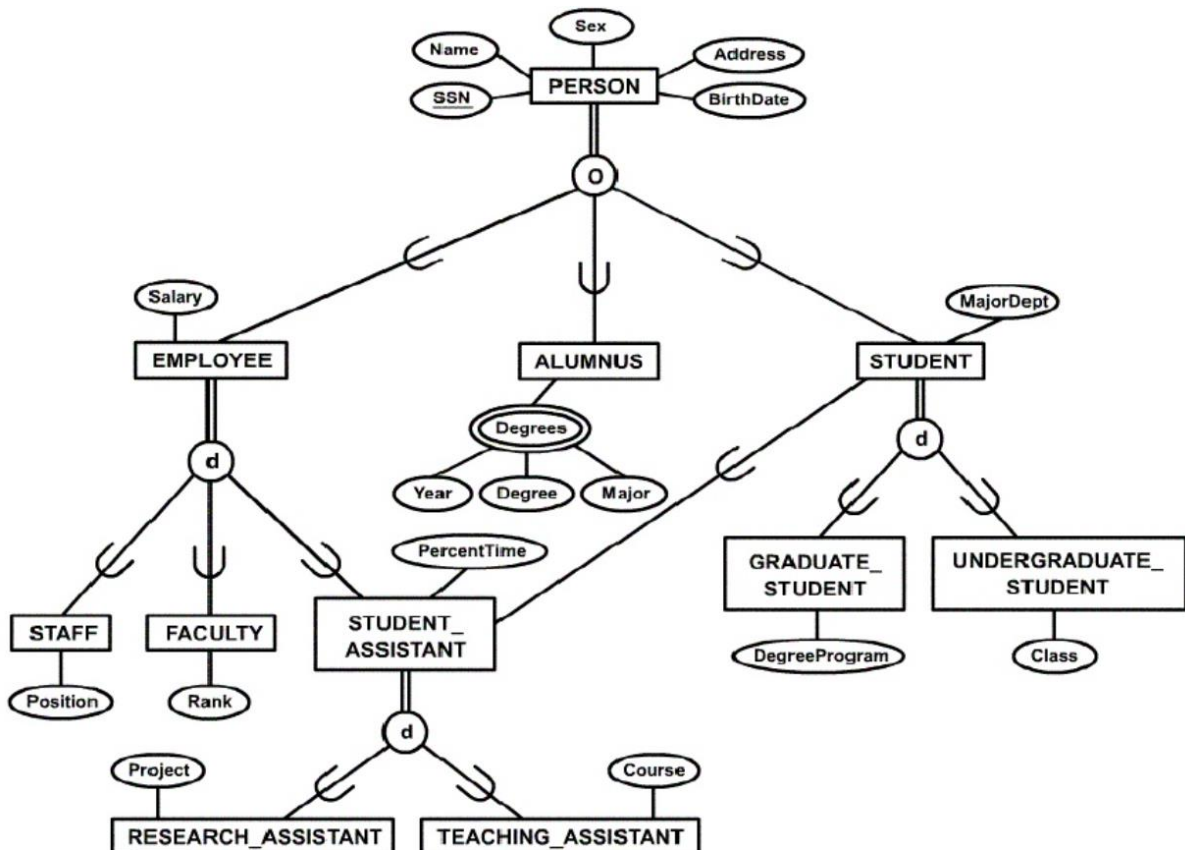 Sex
Name
Address
PERSON
SSN
BirthDate
O
Salary
MajorDept
EMPLOYEE
ALUMNUS
STUDENT
Degrees
d
d
Year
Degree
Major
PercentTime
GRADUATE_
STUDENT
UNDERGRADUATE_
STUDENT
STAFF
FACULTY
STUDENT_
ASSISTANT
DegreeProgram
Class
Position
Rank
d
Project
Course
RESEARCH_ASSISTANT
TEACHING_ASSISTANT